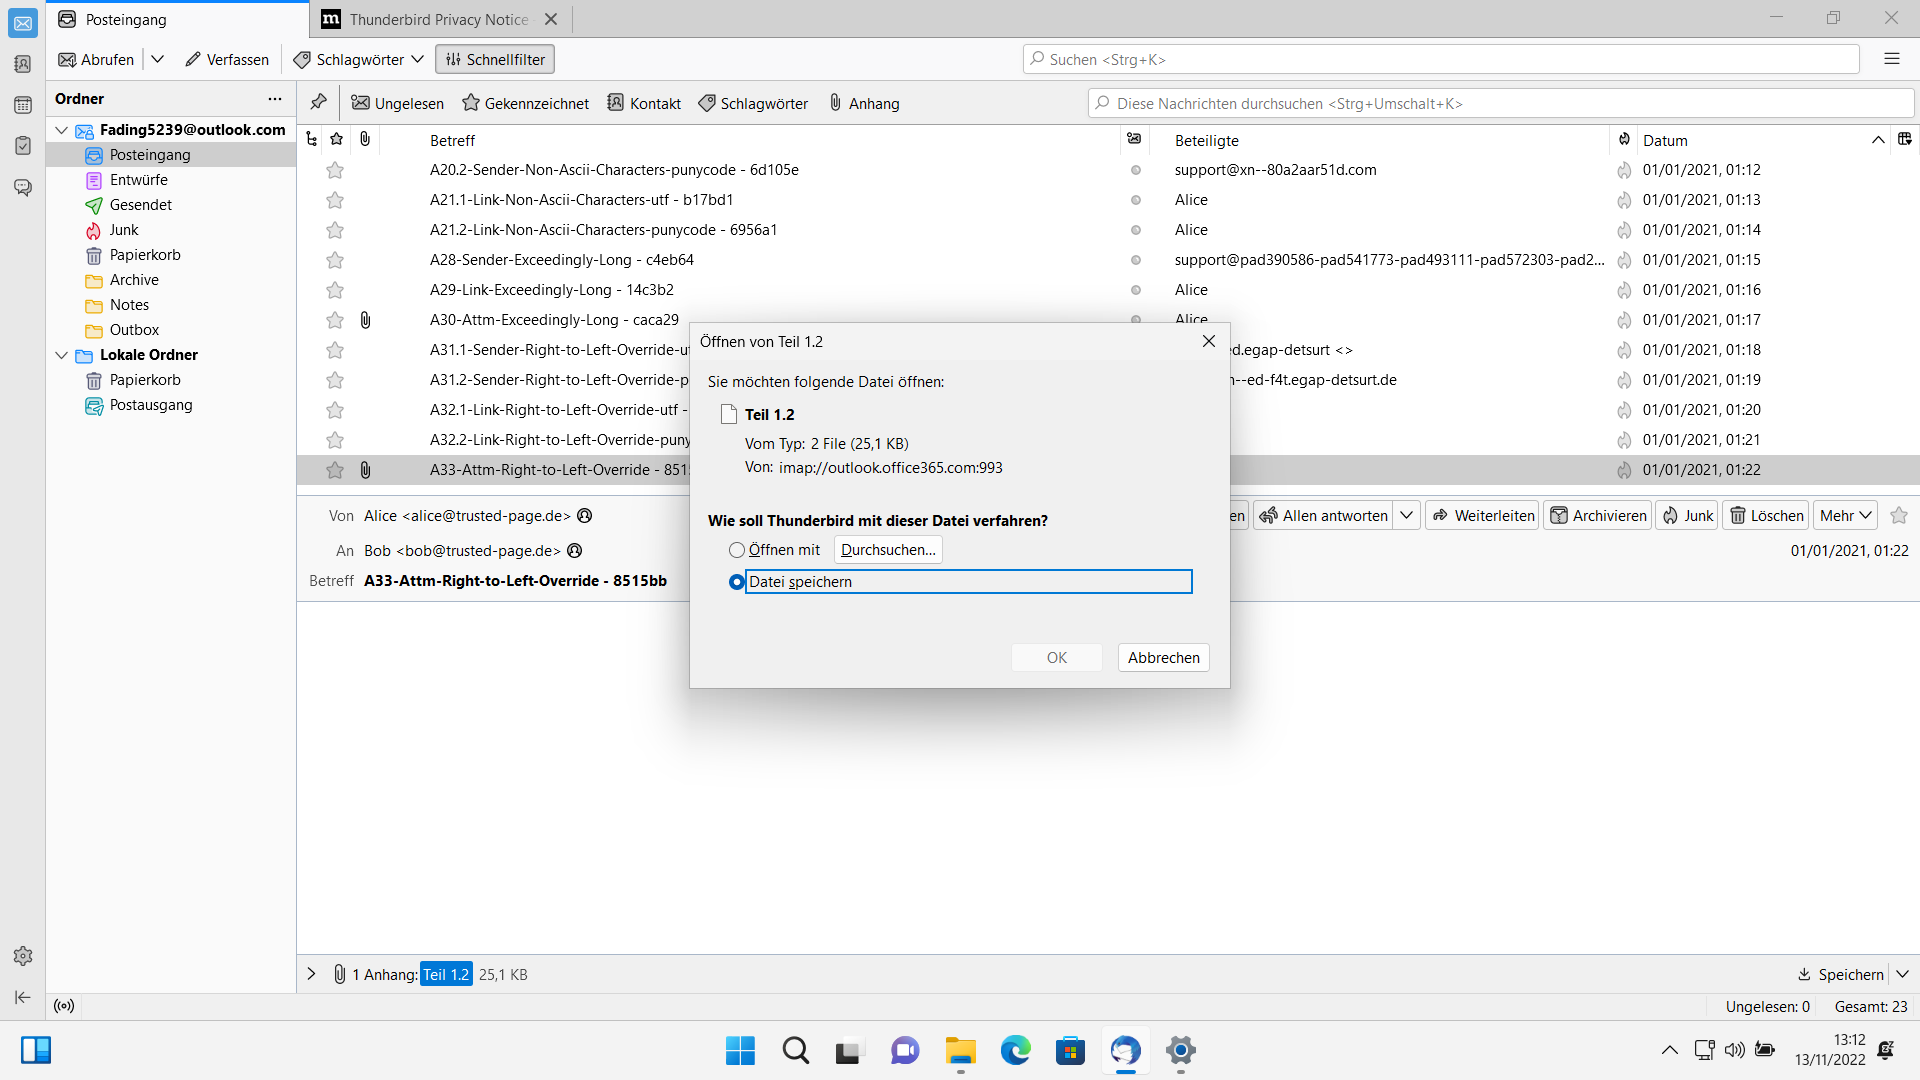 Posteingang
Thunderbird Privacy Notice
Abrufen
Verfassen
Schlagwörter
Schnellfilter
Suchen <Strg+K>
Ordner
Ungelesen
Gekennzeichnet
Kontakt
Schlagwörter
Anhang
Diese Nachrichten durchsuchen <Strg+Umschalt+K>
Fading5239@outlook.com
Posteingang
Entwürfe
Gesendet
Junk
Papierkorb
Archive
Notes
Outbox
Lokale Ordner
Papierkorb
Postausgang
Betreff Beteiligte Datum
A20.2-Sender-Non-Ascii-Characters-punycode - 6d105e support@xn--80a2aar51d.com 01/01/2021, 01:12
A21.1-Link-Non-Ascii-Characters-utf - b17bd1 Alice 01/01/2021, 01:13
A21.2-Link-Non-Ascii-Characters-punycode - 6956a1 Alice 01/01/2021, 01:14
A28-Sender-Exceedingly-Long - c4eb64 support@pad390586-pad541773-pad493111-pad572303-pad2... 01/01/2021, 01:15
A29-Link-Exceedingly-Long - 14c3b2 Alice 01/01/2021, 01:16
A30-Attm-Exceedingly-Long - caca29 Alice 01/01/2021, 01:17
A31.1-Sender-Right-to-Left-Override-ut d.egap-detsurt <> 01/01/2021, 01:18
A31.2-Sender-Right-to-Left-Override-p --ed-f4t.egap-detsurt.de 01/01/2021, 01:19
A32.1-Link-Right-to-Left-Override-utf - 01/01/2021, 01:20
A32.2-Link-Right-to-Left-Override-puny 01/01/2021, 01:21
A33-Attm-Right-to-Left-Override - 851 01/01/2021, 01:22
Öffnen von Teil 1.2
Sie möchten folgende Datei öffnen:
Teil 1.2
Vom Typ: 2 File (25,1 KB)
Von: imap://outlook.office365.com:993
Wie soll Thunderbird mit dieser Datei verfahren?
Öffnen mit
Durchsuchen...
Datei speichern
OK
Abbrechen
Von Alice <alice@trusted-page.de>
en
Allen antworten
Weiterleiten
Archivieren
Junk
Löschen
Mehr
An Bob <bob@trusted-page.de>
01/01/2021, 01:22
Betreff A33-Attm-Right-to-Left-Override - 8515bb
1 Anhang: Teil 1.2 25,1 KB
Speichern
Ungelesen: 0
Gesamt: 23
13:12
13/11/2022